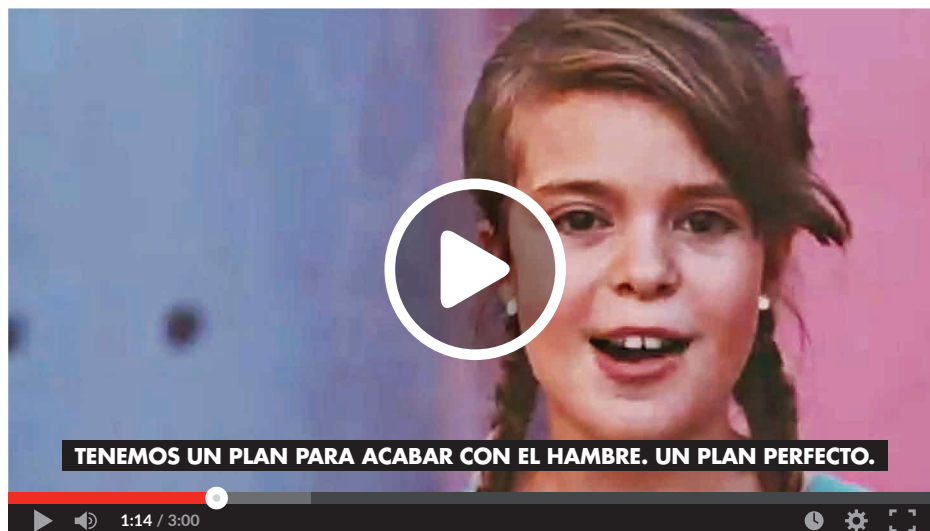 TENEMOS UN PLAN PARA ACABAR CON EL HAMBRE. UN PLAN PERFECTO.
1:14 / 3:00